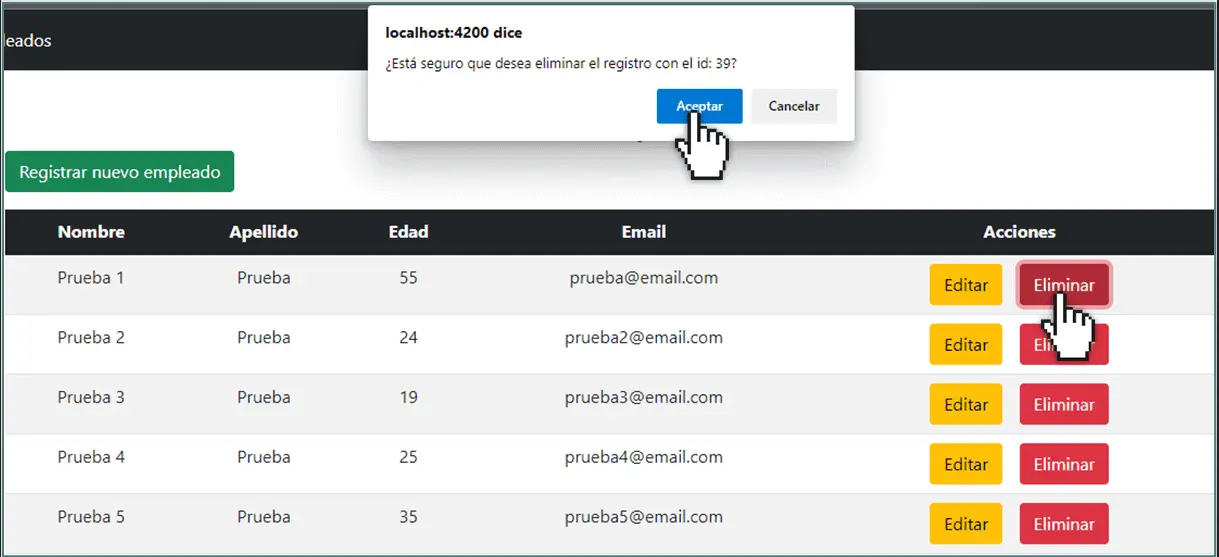 localhost:4200 dice
¿Está seguro que desea eliminar el registro con el id: 39?
Aceptar Cancelar
leados
Registrar nuevo empleado
Nombre Apellido Edad Email Acciones
Prueba 1 Prueba 55 prueba@email.com Editar Eliminar
Prueba 2 Prueba 24 prueba2@email.com Editar Eliminar
Prueba 3 Prueba 19 prueba3@email.com Editar Eliminar
Prueba 4 Prueba 25 prueba4@email.com Editar Eliminar
Prueba 5 Prueba 35 prueba5@email.com Editar Eliminar